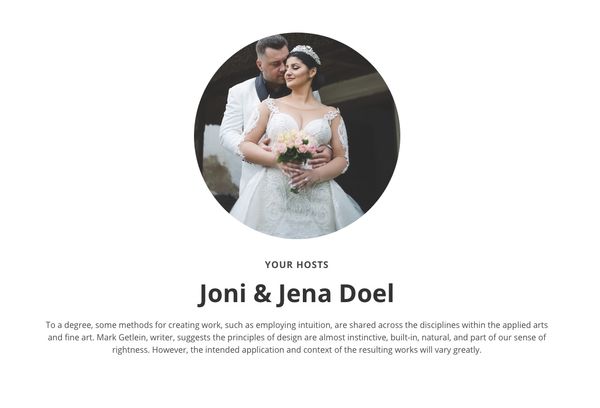 YOUR HOSTS
Joni & Jena Doel
To a degree, some methods for creating work, such as employing intuition, are shared across the disciplines within the applied arts
and fine art. Mark Getlein, writer, suggests the principles of design are almost instinctive, built-in, natural, and part of our sense of
rightness. However, the intended application and context of the resulting works will vary greatly.